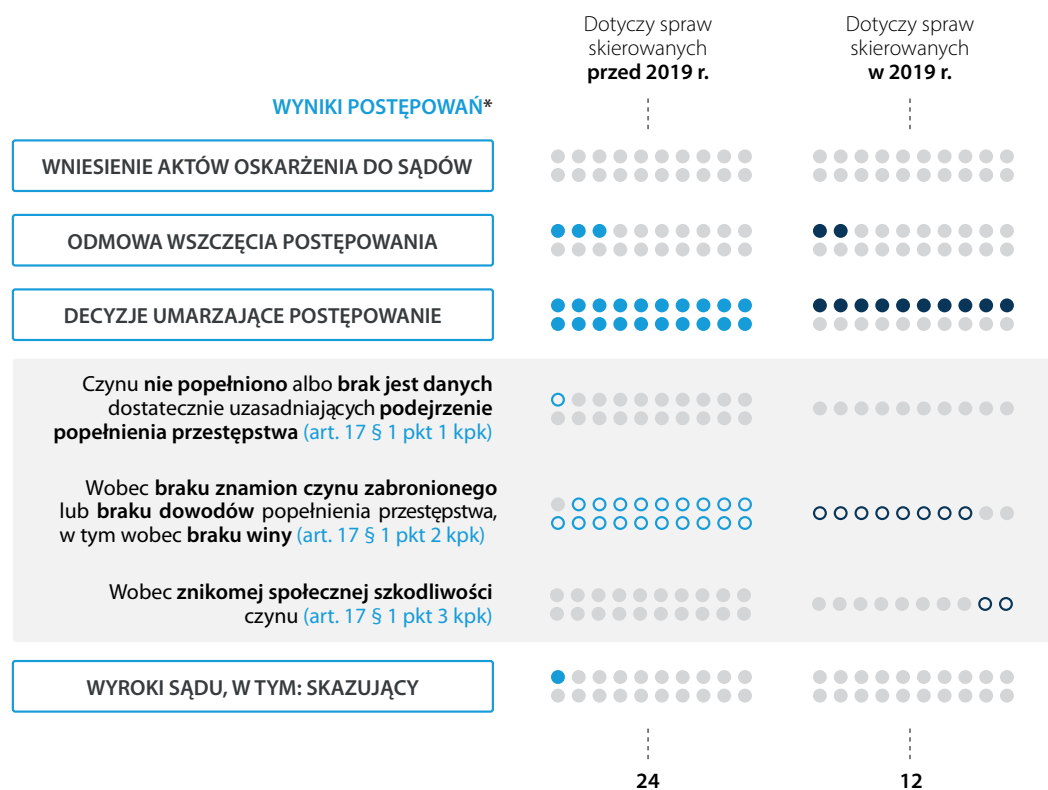 Dotyczy spraw
skierowanych
przed 2019 r.
Dotyczy spraw
skierowanych
w 2019 r.
WYNIKI POSTĘPOWAŃ*
WNIESIENIE AKTÓW OSKARŻENIA DO SĄDÓW
ODMOWA WSZCZĘCIA POSTĘPOWANIA
DECYZJE UMARZAJĄCE POSTĘPOWANIE
Czynu nie popełniono albo brak jest danych
dostatecznie uzasadniających podejrzenie
popełnienia przestępstwa (art. 17 § 1 pkt 1 kpk)
Wobec braku znamion czynu zabronionego
lub braku dowodów popełnienia przestępstwa,
w tym wobec braku winy (art. 17 § 1 pkt 2 kpk)
Wobec znikomej społecznej szkodliwości
czynu (art. 17 § 1 pkt 3 kpk)
WYROKI SĄDU, W TYM: SKAZUJĄCY
24
12